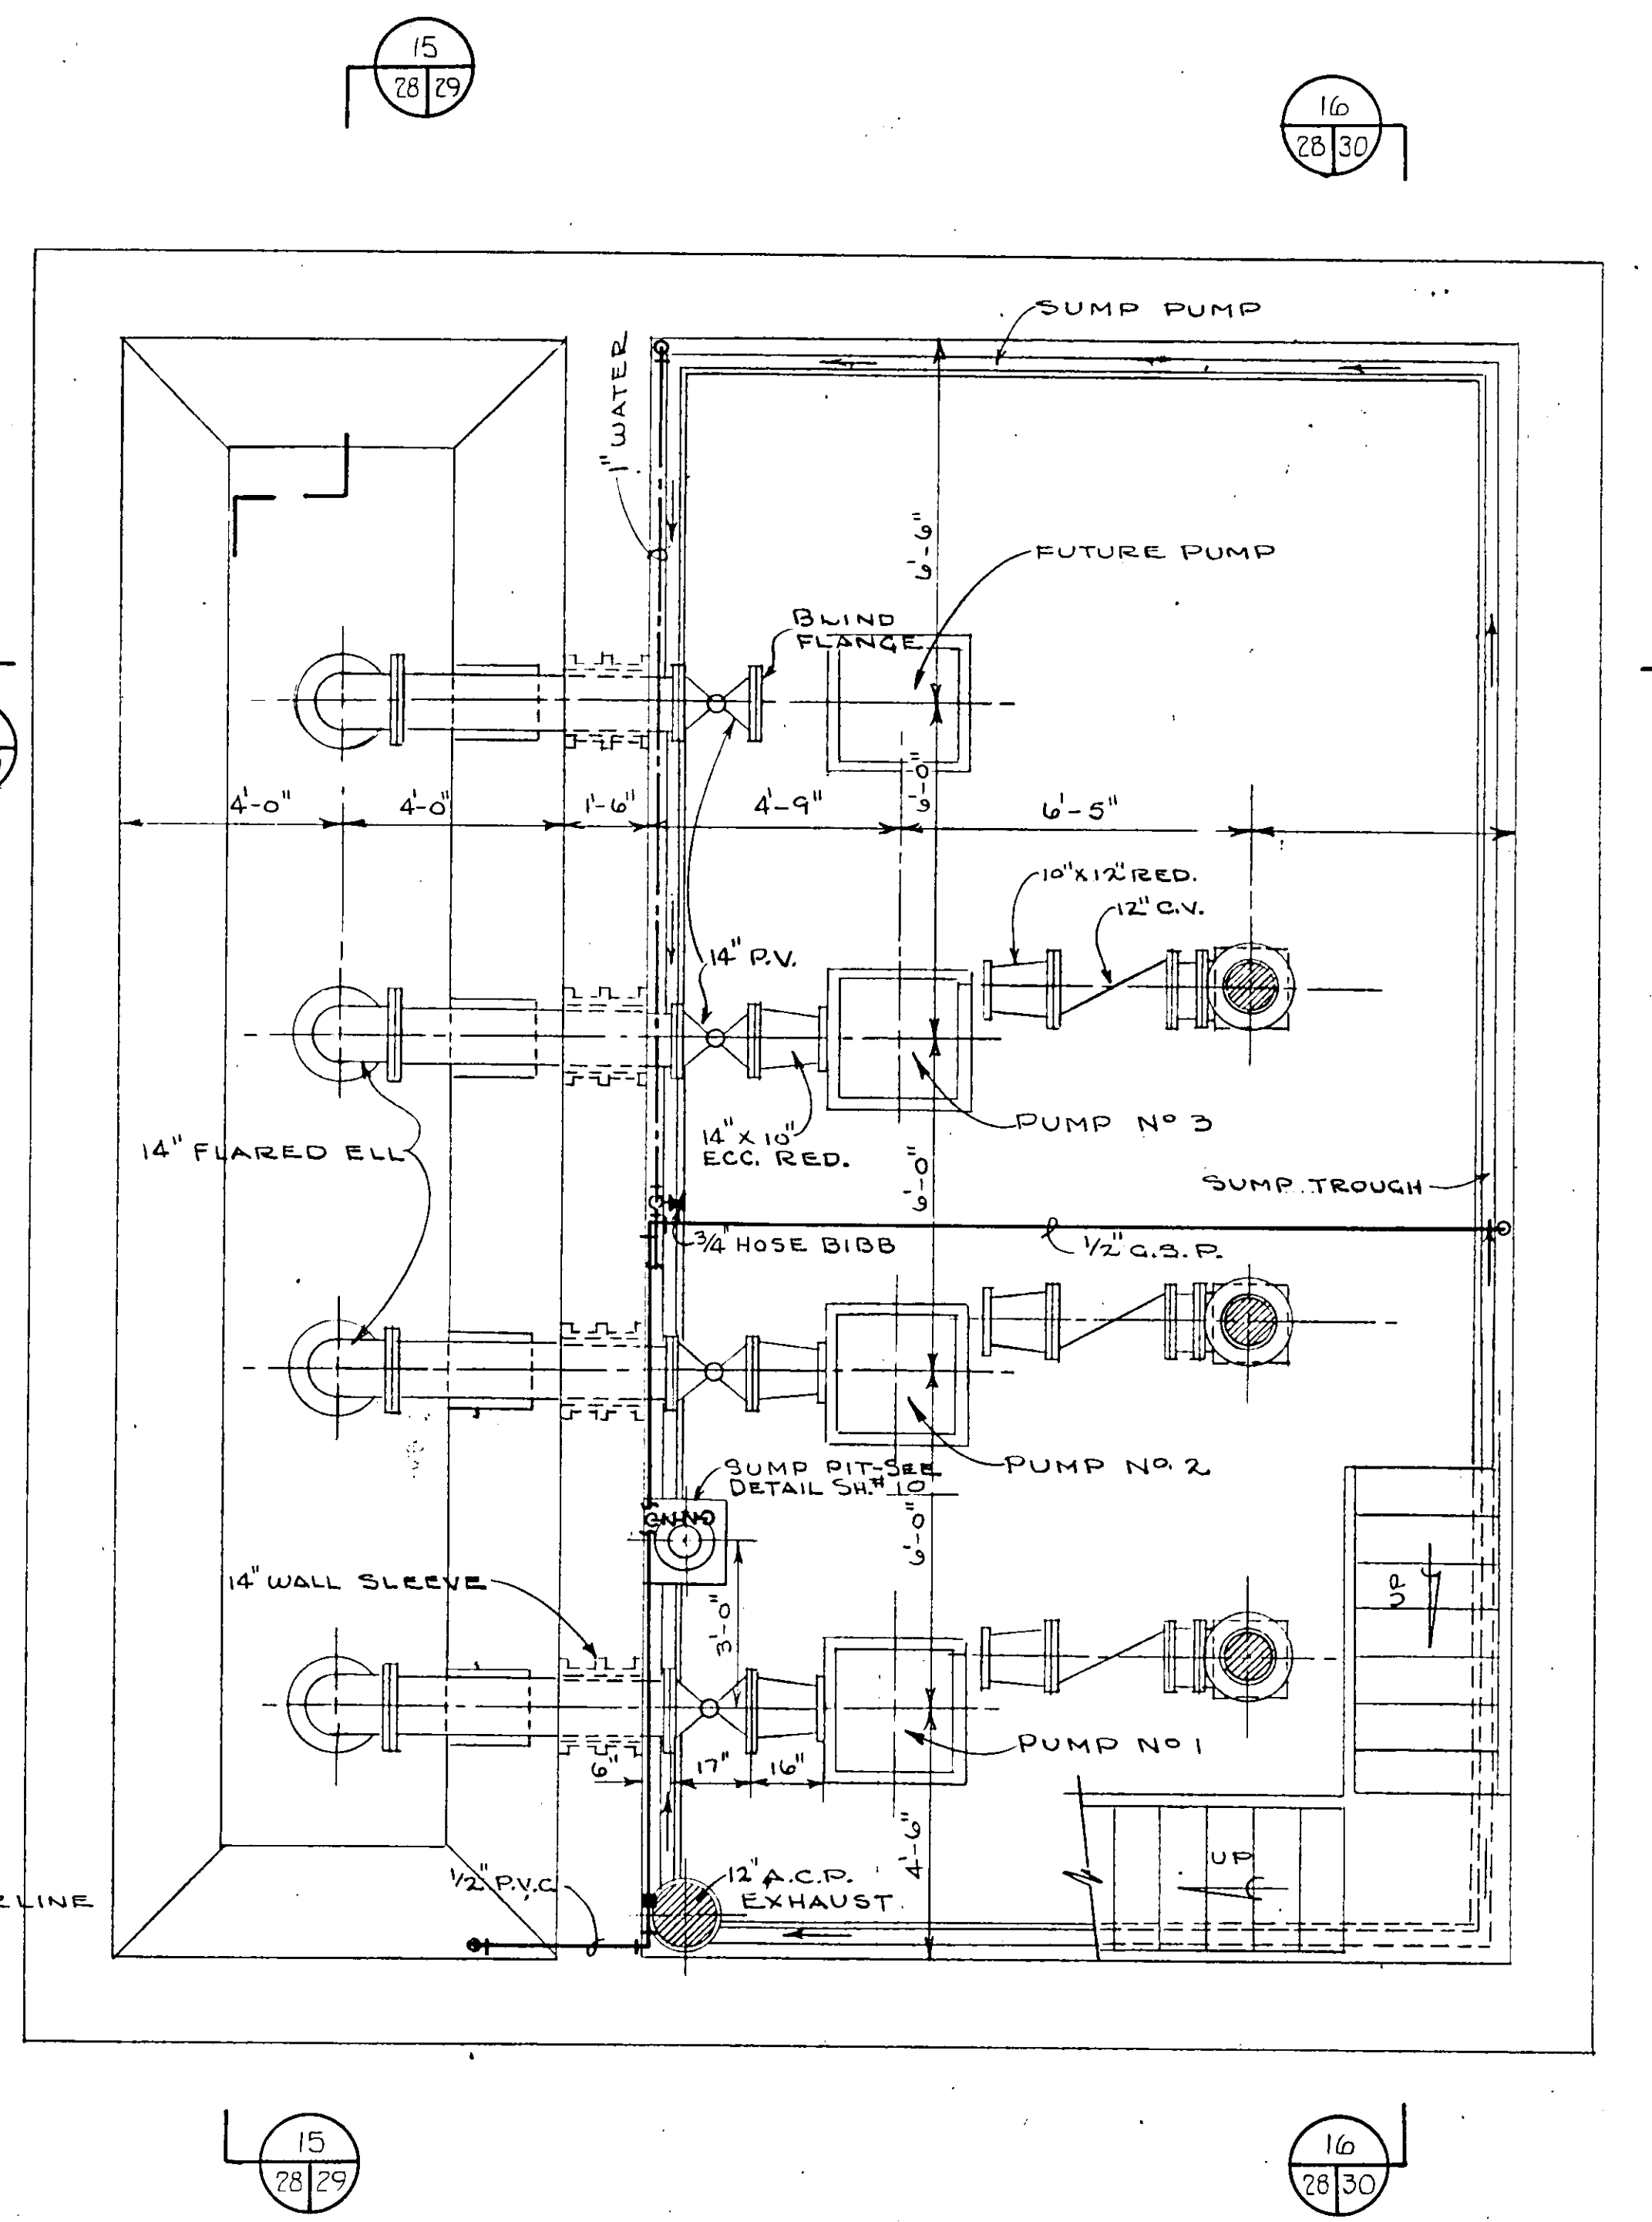 15
28 29
16
28 30
SUMP PUMP
1" WATER
6'-6"
FUTURE PUMP
BLIND
FLANGE
4'-0"
4'-0"
1'-6"
4'-9"
6'-0"
6'-5"
10"X12" RED.
12" C.V.
14" P.V.
PUMP Nº 3
14" X 10"
ECC. RED.
14" FLARED ELL
6'-0"
SUMP TROUGH
3/4" HOSE BIBB
1/2" G.S.P.
SUMP PIT-SEE
DETAIL SH.# 10
PUMP Nº. 2
6'-0"
14" WALL SLEEVE
3'-0"
UP
PUMP Nº 1
6"
17"
16"
4'-6"
UP
1/2" P.V.C.
12" A.C.P.
EXHAUST
LINE
15
28 29
16
28 30